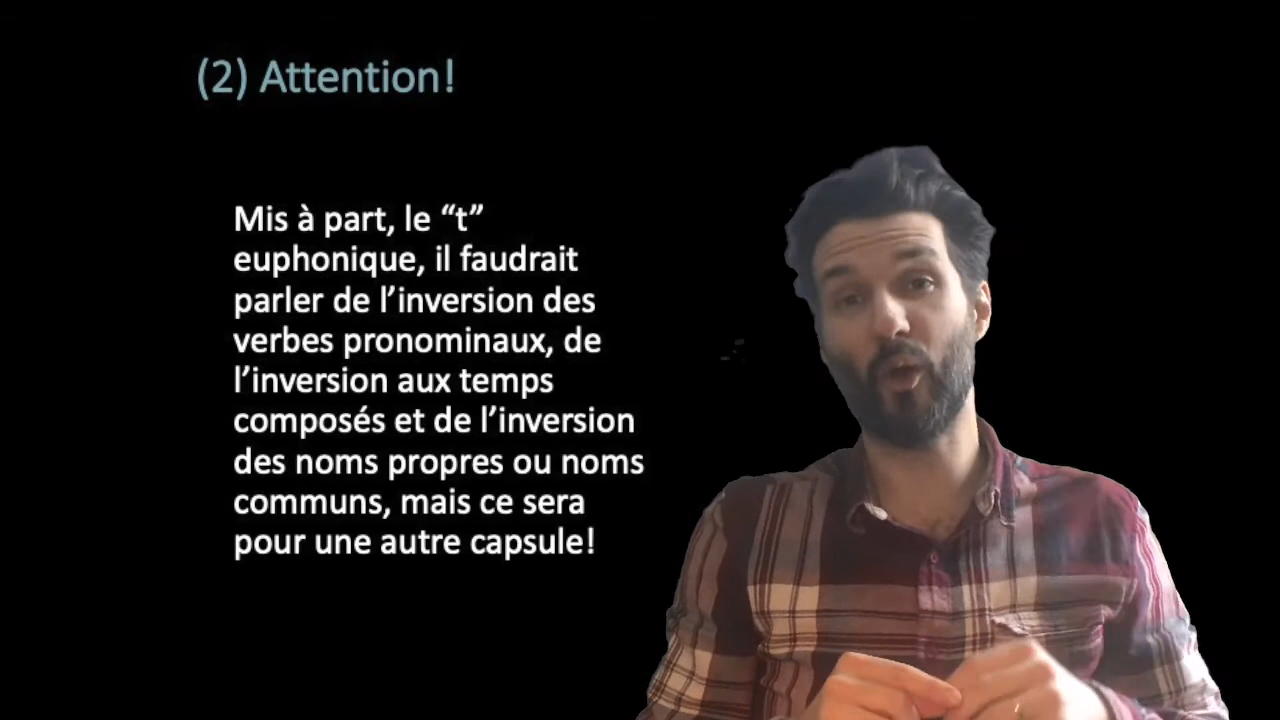 (2) Attention!
Mis à part, le “t”
euphonique, il faudrait
parler de l’inversion des
verbes pronominaux, de
l’inversion aux temps
composés et de l’inversion
des noms propres ou noms
communs, mais ce sera
pour une autre capsule!